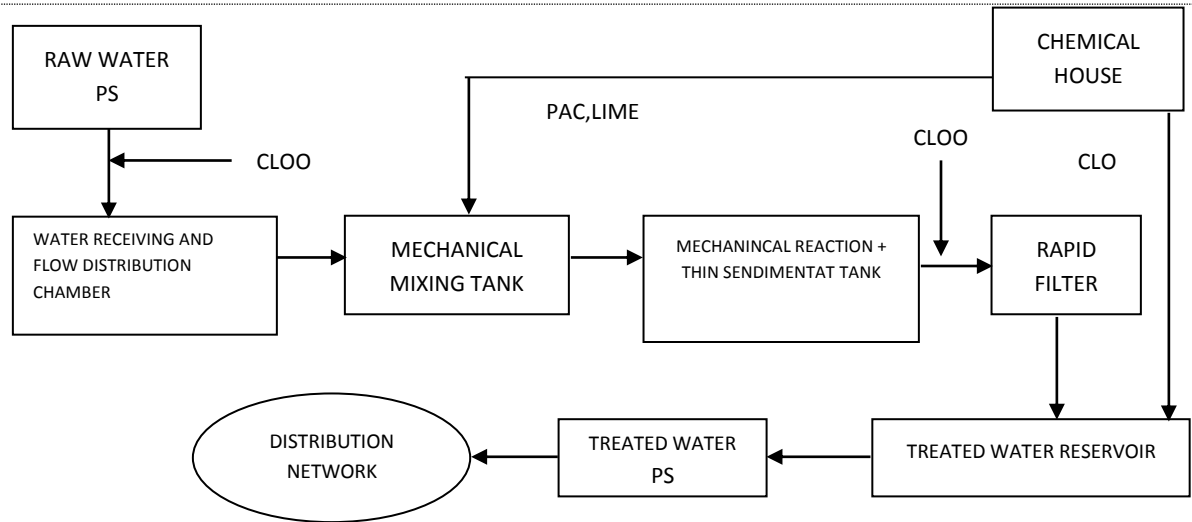 RAW WATER
PS
CHEMICAL
HOUSE
PAC,LIME
CLOO
CLOO
CLO
WATER RECEIVING AND
FLOW DISTRIBUTION
CHAMBER
MECHANICAL
MIXING TANK
MECHANINCAL REACTION +
THIN SENDIMENTAT TANK
RAPID
FILTER
DISTRIBUTION
NETWORK
TREATED WATER
PS
TREATED WATER RESERVOIR